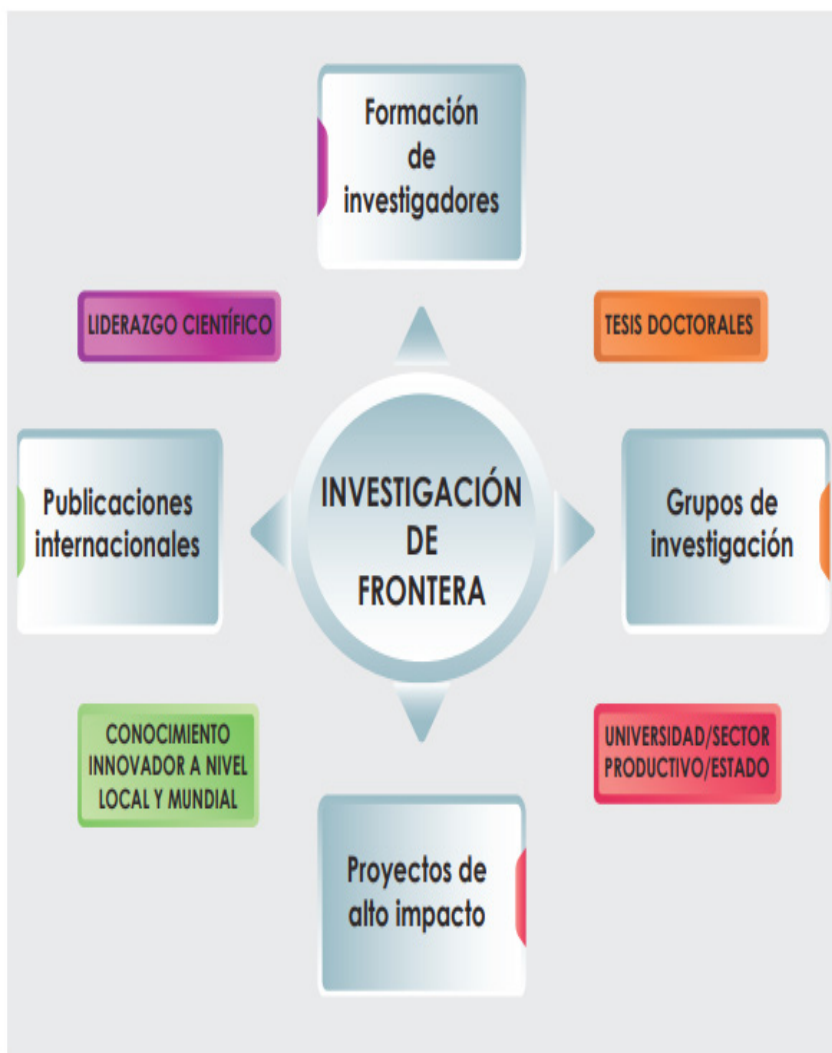 Formación
de
investigadores
LIDERAZGO CIENTÍFICO
TESIS DOCTORALES
Publicaciones
internacionales
INVESTIGACIÓN
DE
FRONTERA
Grupos de
investigación
CONOCIMIENTO
INNOVADOR A NIVEL
LOCAL Y MUNDIAL
UNIVERSIDAD/SECTOR
PRODUCTIVO/ESTADO
Proyectos de
alto impacto